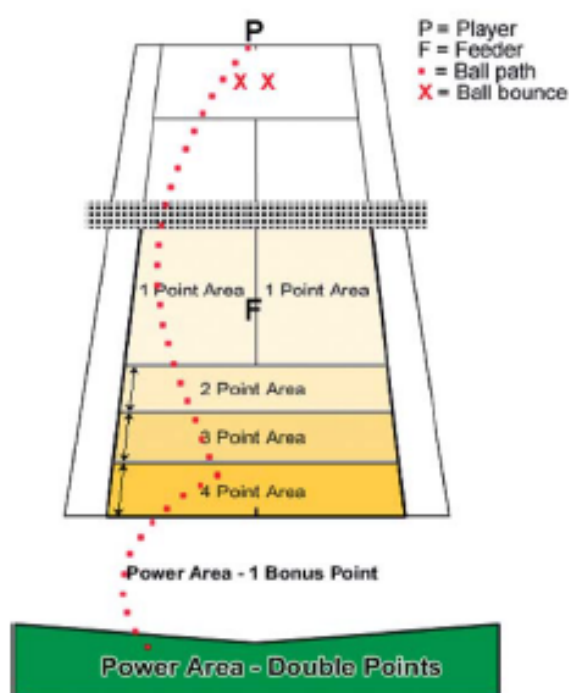 P
P = Player
F = Feeder
= Ball path
X = Ball bounce
X X
1 Point Area 1 Point Area
F
2 Point Area
3 Point Area
4 Point Area
Power Area - 1 Bonus Point
Power Area - Double Points